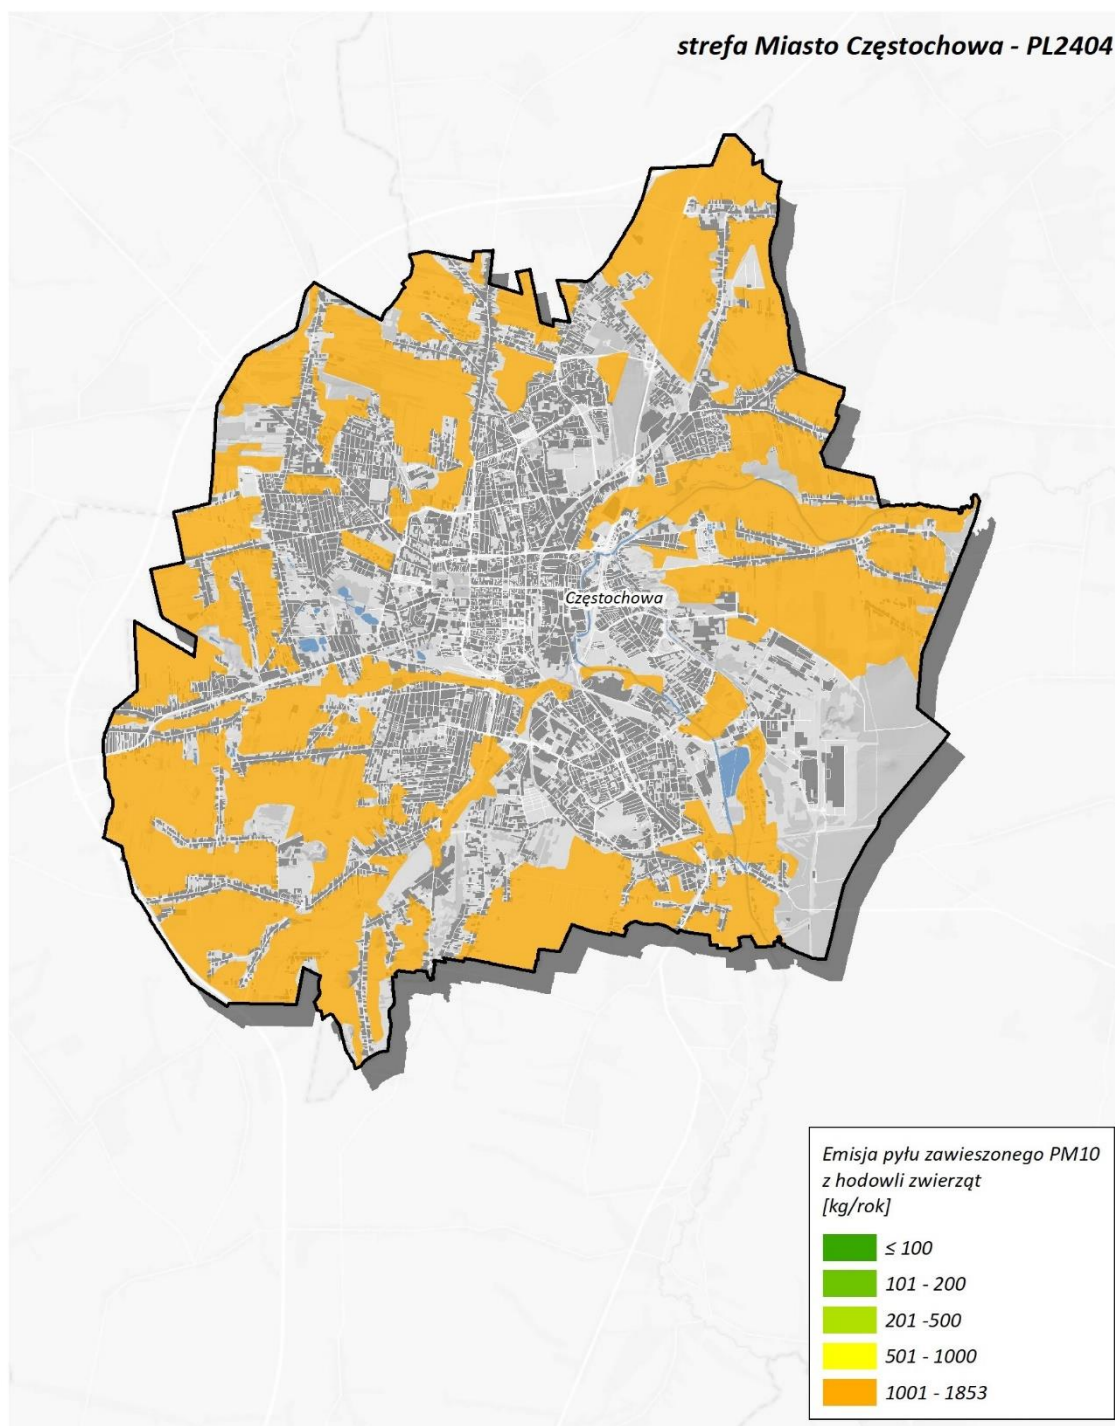 strefa Miasto Częstochowa - PL2404
Częstochowa
Emisja pyłu zawieszonego PM10
z hodowli zwierząt
[kg/rok]
≤ 100
101 - 200
201 -500
501 - 1000
1001 - 1853